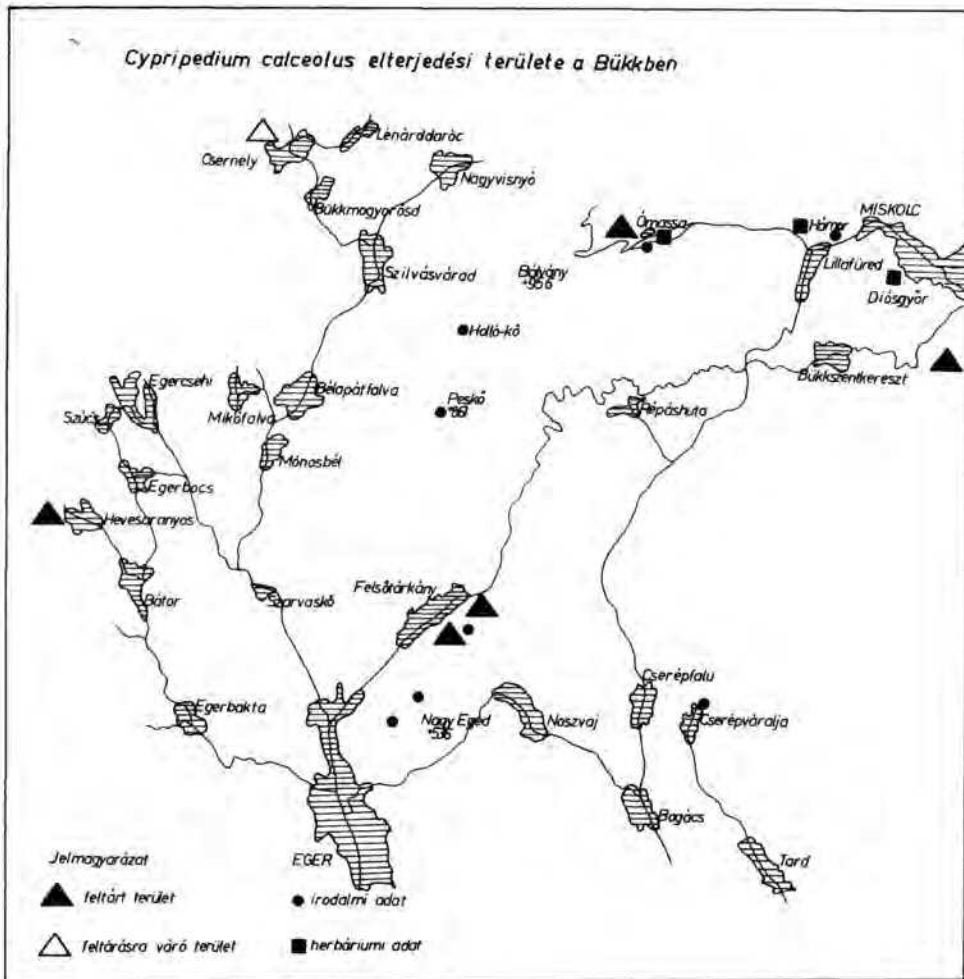 Cypripedium calceolus elterjedési területe a Bükkben
Lénárddaróc
Csernely
Nagyvisnyó
Bükkmogyorósd
Ómassa
Hámor
MISKOLC
Lillafüred
Szilvásvárad
Bálvány
956
Diósgyőr
Halló-kő
Bükkszentkereszt
Egercsehi
Bélapátfalva
Mikófalva
Peskő
Répáshuta
Szúcs
Mónosbél
Egerbocs
Hevesaranyos
Felsőtárkány
Bátor
Szarvaskő
Cserépfalu
Egerbakta
Nagy Eged
536
Noszvaj
Cserépváralja
Bogács
Jelmagyarázat
EGER
Tard
feltárt terület
irodalmi adat
feltárásra váró terület
herbáriumi adat